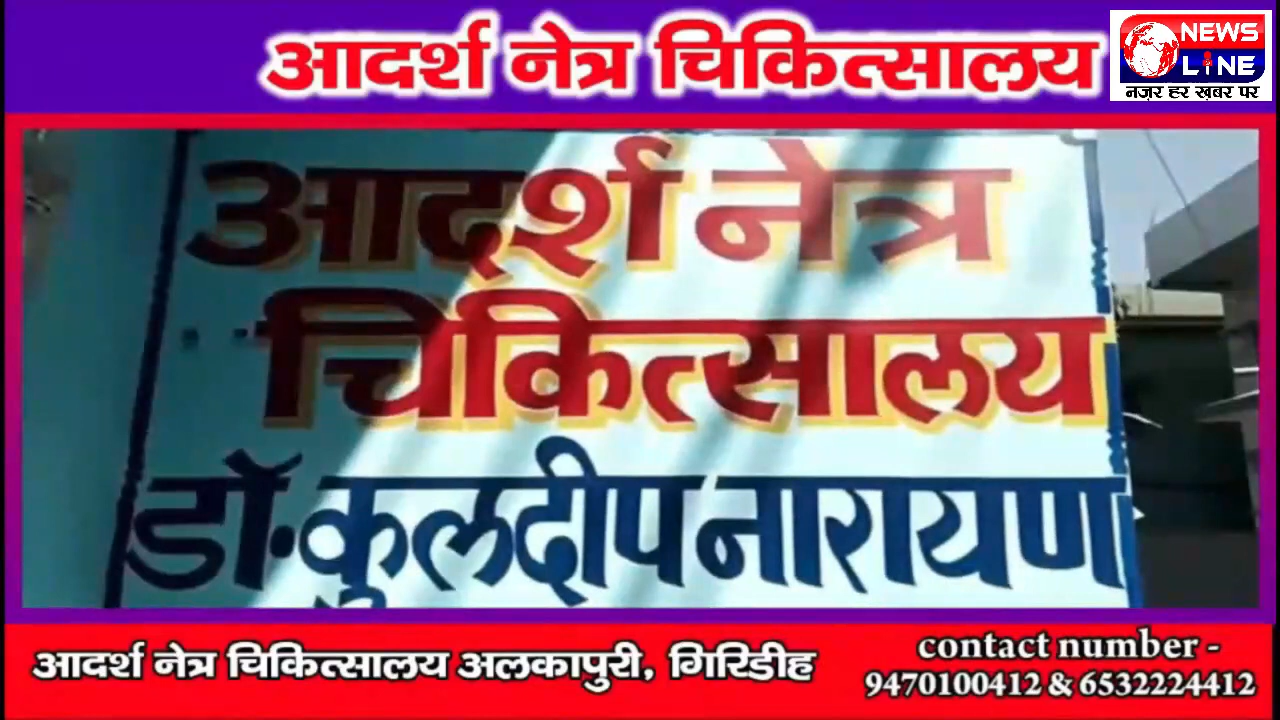 आदर्श नेत्र चिकित्सालय
NEWS
LiNE
नज़र हर ख़बर पर
आदर्श नेत्र
चिकित्सालय
डॉ. कुलदीप नारायण
आदर्श नेत्र चिकित्सालय अलकापुरी, गिरिडीह
contact number -
9470100412 & 6532224412